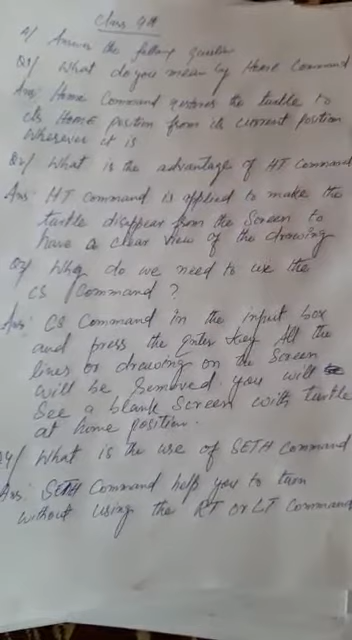 Class 4th
A/ Answer the following question
Q1/ What do you mean by Home Command
Ans/ Home Command the turtle to
its HOME position from its current position
Wherever it is
Q2/ What is the advantage of HT Command
Ans: HT Command is applied to make the
turtle disappear from the Screen to
have a clear view of the drawing
Q3/ Why do we need to use the
CS Command ?
Ans: CS Command in the input box
and press the Enter key All the
lines or drawing on the Screen
will be removed. you will
See a blank Screen with turtle
at home position.
Q4/ What is the use of SETH Command
Ans: SETH Command help you to turn
without using the RT or LT Command